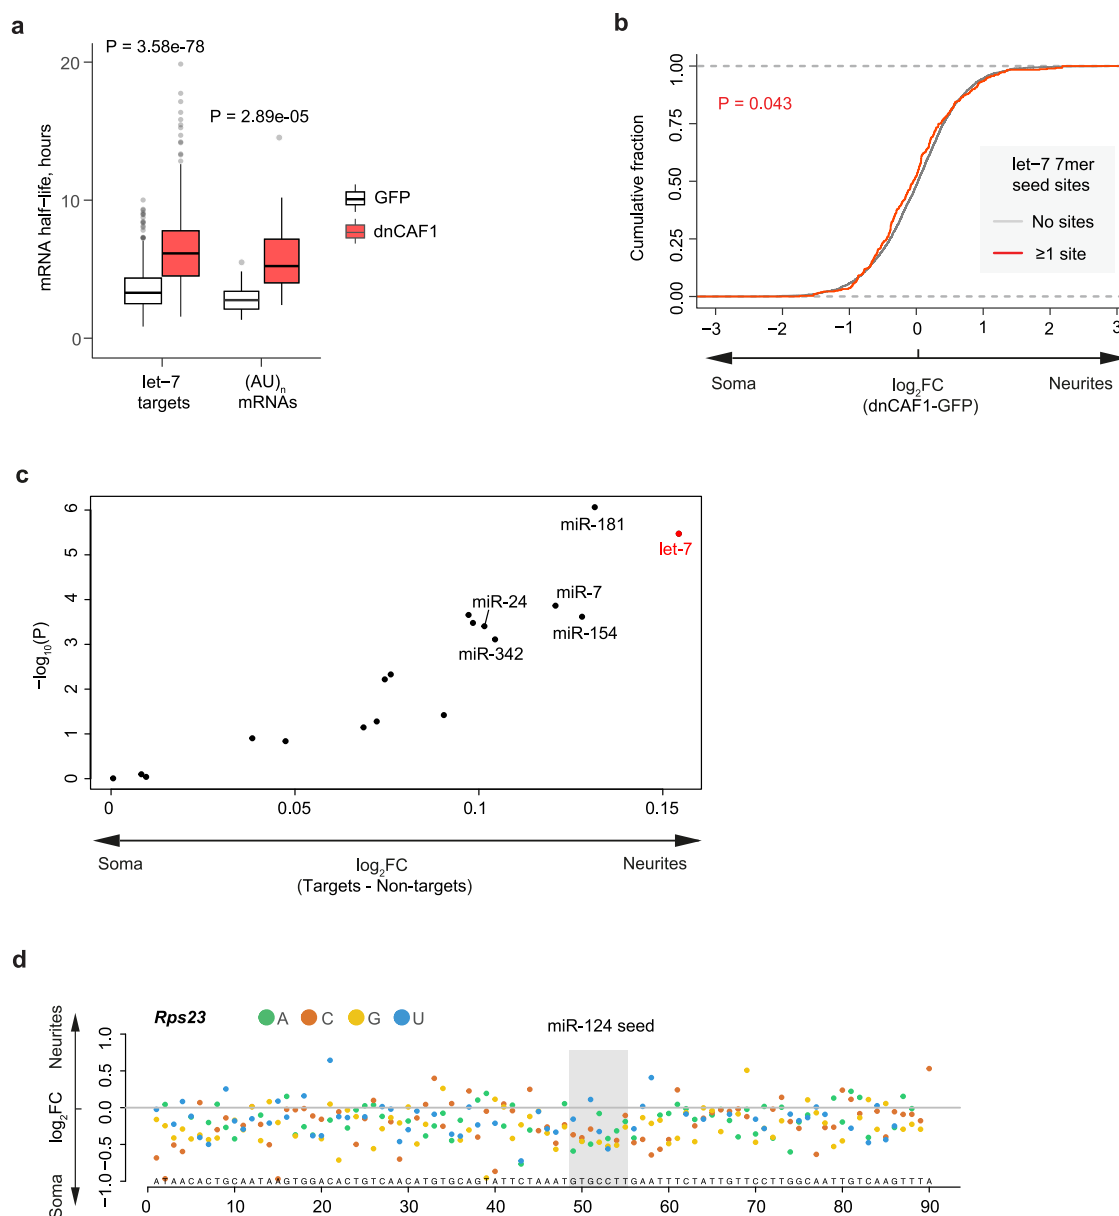 a
P = 3.58e-78
P = 2.89e-05
mRNA half−life, hours
20
10
0
let−7
targets
(AU)n
mRNAs
GFP
dnCAF1
b
P = 0.043
Cumulative fraction
1.00
0.75
0.50
0.25
0.00
let-7 7mer
seed sites
No sites
≥1 site
−3 −2 −1 0 1 2 3
Soma
log2FC
(dnCAF1-GFP)
Neurites
c
−log10(P)
6
5
4
3
2
1
0
miR-181
let-7
miR-7
miR-24
miR-154
miR-342
0 0.05 0.1 0.15
Soma
log2FC
(Targets - Non-targets)
Neurites
d
Rps23
A C G U
miR-124 seed
Neurites
log2FC
Soma
1.0
0.5
0.0
−0.5
−1.0
ATAACACTGCAATAAGTGGACACTGTCAACATGTGCAGTATTCTAAATGTGCCTTGAATTTCTATTGTTCCTTGGCAATTGTCAAGTTTA
0 10 20 30 40 50 60 70 80 90